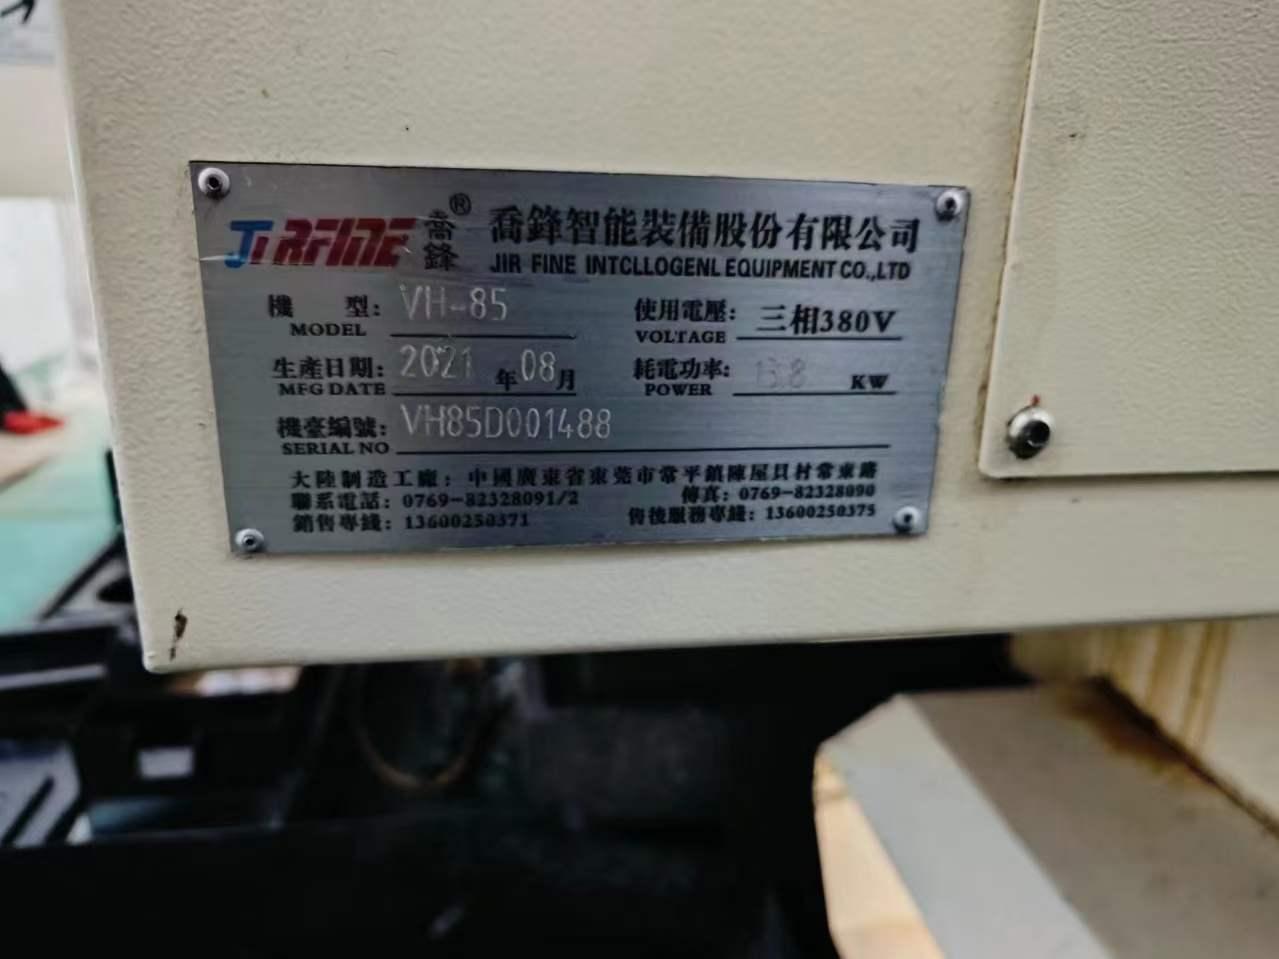 JIRFINE 喬鋒 ® 喬鋒智能裝備股份有限公司
JIR FINE INTCLLOGENL EQUIPMENT CO.,LTD
機 型: VH-85 使用電壓: 三相380V
MODEL VOLTAGE
生產日期: 2021 年 08 月 耗電功率: 13.8 KW
MFG DATE POWER
機臺編號: VH85D001488
SERIAL NO
大陸制造工廠: 中國廣東省東莞市常平鎮陳屋貝村常東路
聯系電話: 0769-82328091/2 傳真: 0769-82328090
銷售專綫: 13600250371 售後服務專綫: 13600250375